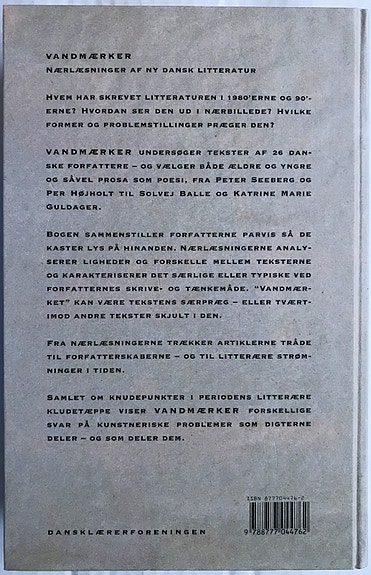 VANDMÆRKER
NÆRLÆSNINGER AF NY DANSK LITTERATUR
HVEM HAR SKREVET LITTERATUREN I 1980'ERNE OG 90'-
ERNE? HVORDAN SER DEN UD I NÆRBILLEDE? HVILKE
FORMER OG PROBLEMSTILLINGER PRÆGER DEN?
VANDMÆRKER UNDERSØGER TEKSTER AF 26 DAN-
SKE FORFATTERE – OG VÆLGER BÅDE ÆLDRE OG YNGRE
OG SÅVEL PROSA SOM POESI, FRA PETER SEEBERG OG
PER HØJHOLT TIL SOLVEJ BALLE OG KATRINE MARIE
GULDAGER.
BOGEN SAMMENSTILLER FORFATTERNE PARVIS SÅ DE
KASTER LYS PÅ HINANDEN. NÆRLÆSNINGERNE ANALY-
SERER LIGHEDER OG FORSKELLE MELLEM TEKSTERNE
OG KARAKTERISERER DET SÆRLIGE ELLER TYPISKE VED
FORFATTERNES SKRIVE- OG TÆNKEMÅDE. "VANDMÆR-
KET" KAN VÆRE TEKSTENS SÆRPRÆG – ELLER TVÆRT-
IMOD ANDRE TEKSTER SKJULT I DEN.
FRA NÆRLÆSNINGERNE TRÆKKER ARTIKLERNE TRÅDE
TIL FORFATTERSKABERNE – OG TIL LITTERÆRE STRØM-
NINGER I TIDEN.
SAMLET OM KNUDEPUNKTER I PERIODENS LITTERÆRE
KLUDETÆPPE VISER VANDMÆRKER FORSKELLIGE
SVAR PÅ KUNSTNERISKE PROBLEMER SOM DIGTERNE
DELER – OG SOM DELER DEM.
ISBN 877704476-2
9 788777 044762
DANSKLÆRERFORENINGEN